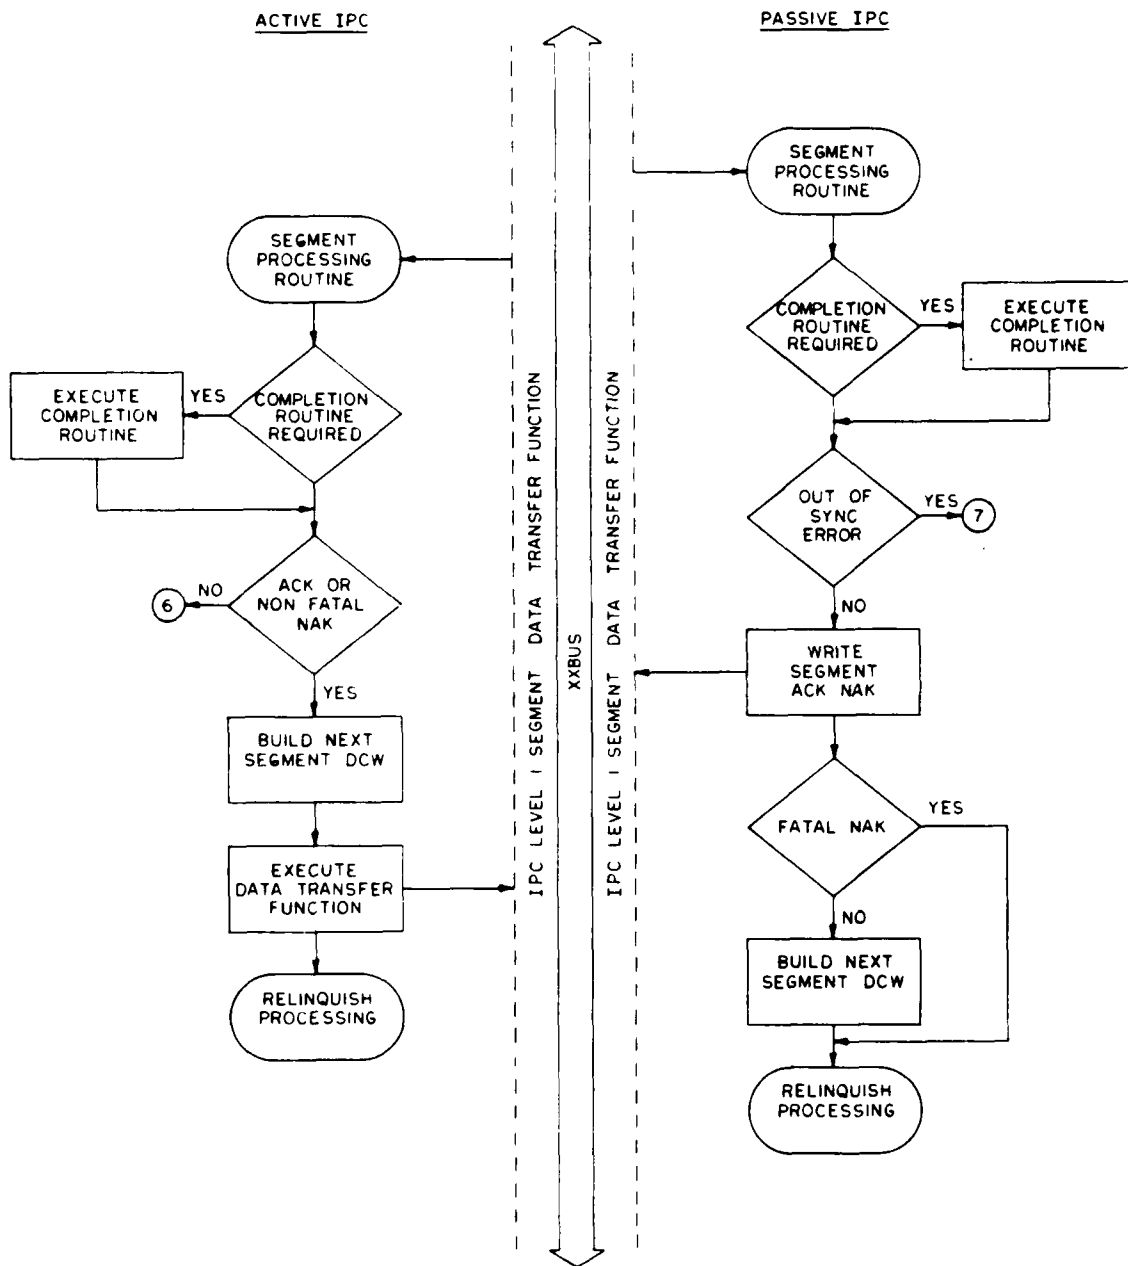 ACTIVE IPC
SEGMENT
PROCESSING
ROUTINE
COMPLETION
ROUTINE
REQUIRED
YES
EXECUTE
COMPLETION
ROUTINE
ACK OR
NON FATAL
NAK
NO
6
YES
BUILD NEXT
SEGMENT DCW
EXECUTE
DATA TRANSFER
FUNCTION
RELINQUISH
PROCESSING
IPC LEVEL I SEGMENT DATA TRANSFER FUNCTION
XXBUS
IPC LEVEL I SEGMENT DATA TRANSFER FUNCTION
PASSIVE IPC
SEGMENT
PROCESSING
ROUTINE
COMPLETION
ROUTINE
REQUIRED
YES
EXECUTE
COMPLETION
ROUTINE
OUT OF
SYNC
ERROR
YES
7
NO
WRITE
SEGMENT
ACK NAK
FATAL NAK
YES
NO
BUILD NEXT
SEGMENT DCW
RELINQUISH
PROCESSING